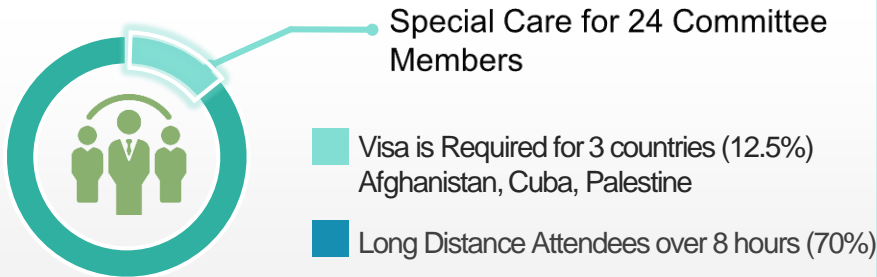 Special Care for 24 Committee
Members
Visa is Required for 3 countries (12.5%)
Afghanistan, Cuba, Palestine
Long Distance Attendees over 8 hours (70%)